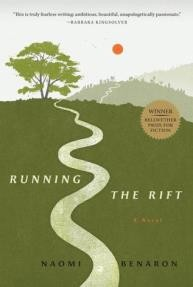 "This is truly fearless writing: ambitious, beautiful, unapologetically passionate."
—BARBARA KINGSOLVER
WINNER
BELLWETHER
PRIZE FOR
FICTION
RUNNING THE RIFT
A Novel
NAOMI BENARON